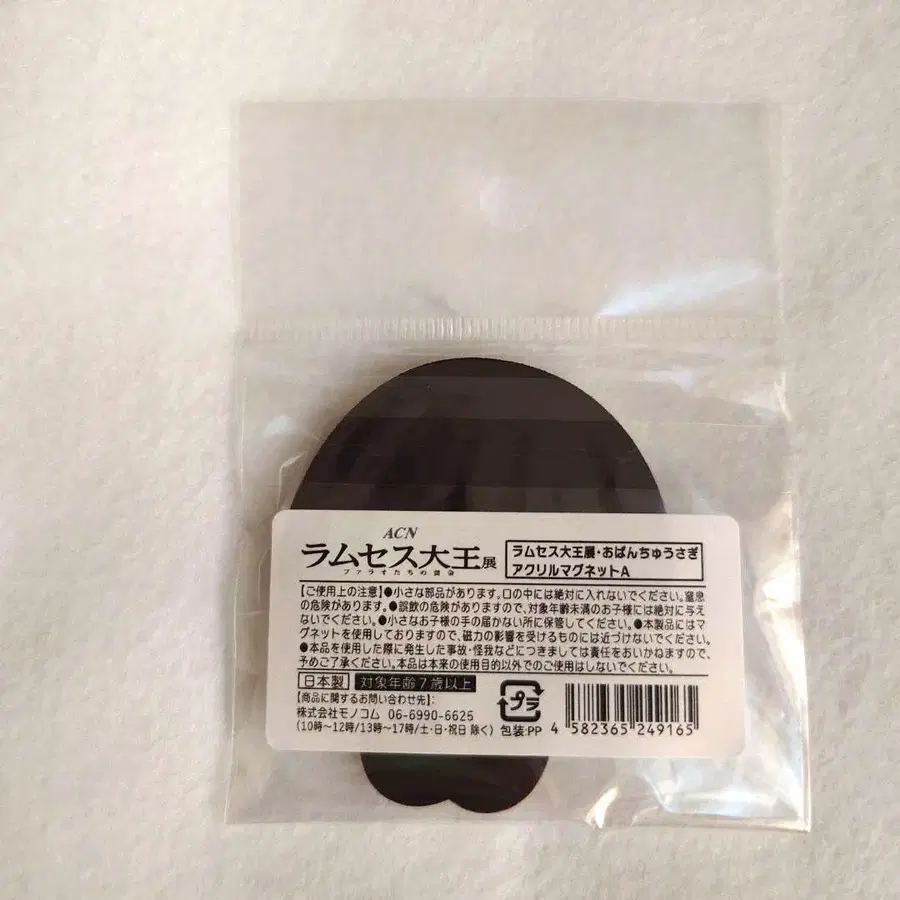 ACN
ラムセス大王展
ファラオたちの黄金
ラムセス大王展・おぱんちゅうさぎ
アクリルマグネットA
【ご使用上の注意】●小さな部品があります。口の中には絶対に入れないでください。窒息
の危険があります。●誤飲の危険がありますので、対象年齢未満のお子様には絶対に与え
ないでください。●小さなお子様の手の届かない所に保管してください。●本製品にはマ
グネットを使用しておりますので、磁力の影響を受けるものには近づけないでください。
●本品を使用した際に発生した事故・怪我などにつきましては責任をおいかねますので、
予めご了承ください。本品は本来の使用目的以外でのご使用はしないでください。
日本製 対象年齢7歳以上
【商品に関するお問い合わせ先】:
株式会社モノコム 06-6990-6625
(10時〜12時/13時〜17時/土・日・祝日 除く)
プラ
包装:PP
4 582365 249165